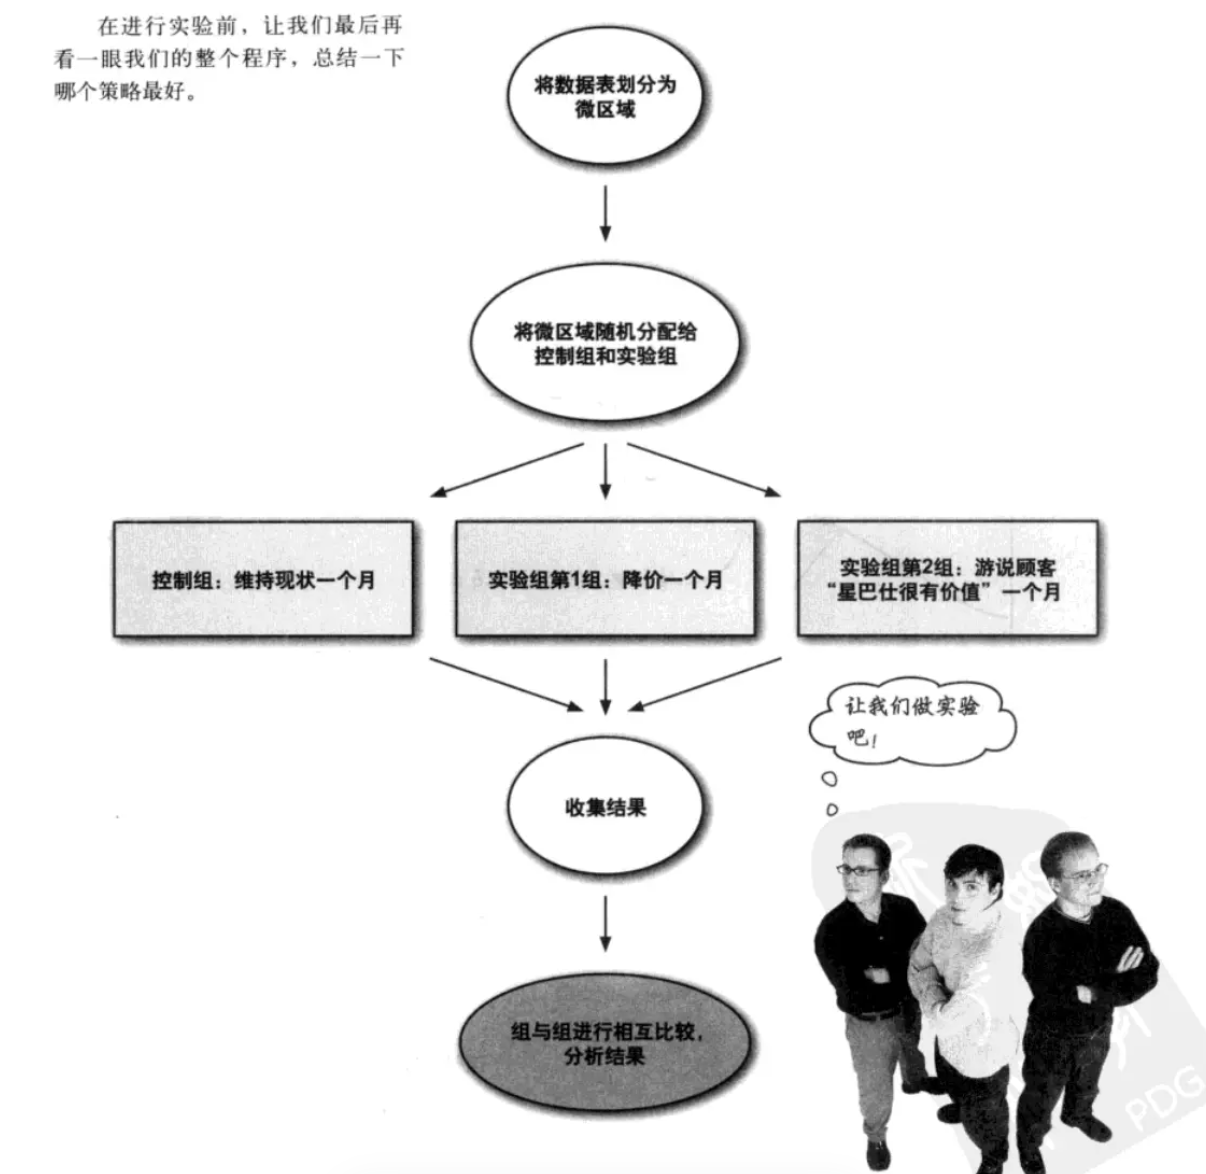 在进行实验前，让我们最后再
看一眼我们的整个程序，总结一下
哪个策略最好。
将数据表划分为
微区域
将微区域随机分配给
控制组和实验组
控制组：维持现状一个月
实验组第1组：降价一个月
实验组第2组：游说顾客
“星巴仕很有价值”一个月
让我们做实验
吧！
收集结果
组与组进行相互比较，
分析结果
PDG